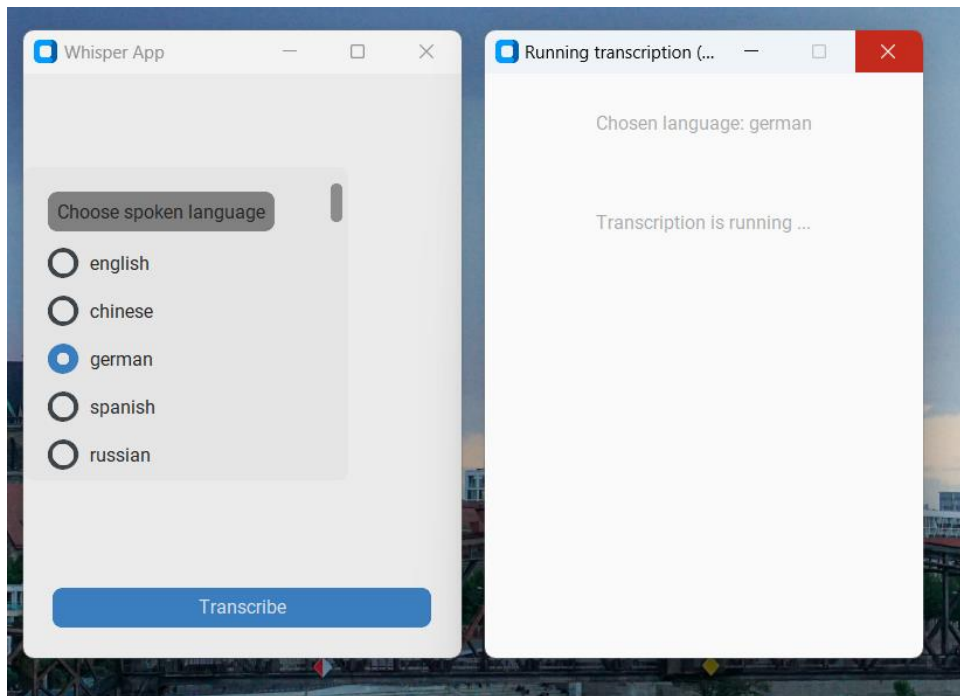 Whisper App
Choose spoken language
english
chinese
german
spanish
russian
Transcribe
Running transcription (...
Chosen language: german
Transcription is running ...